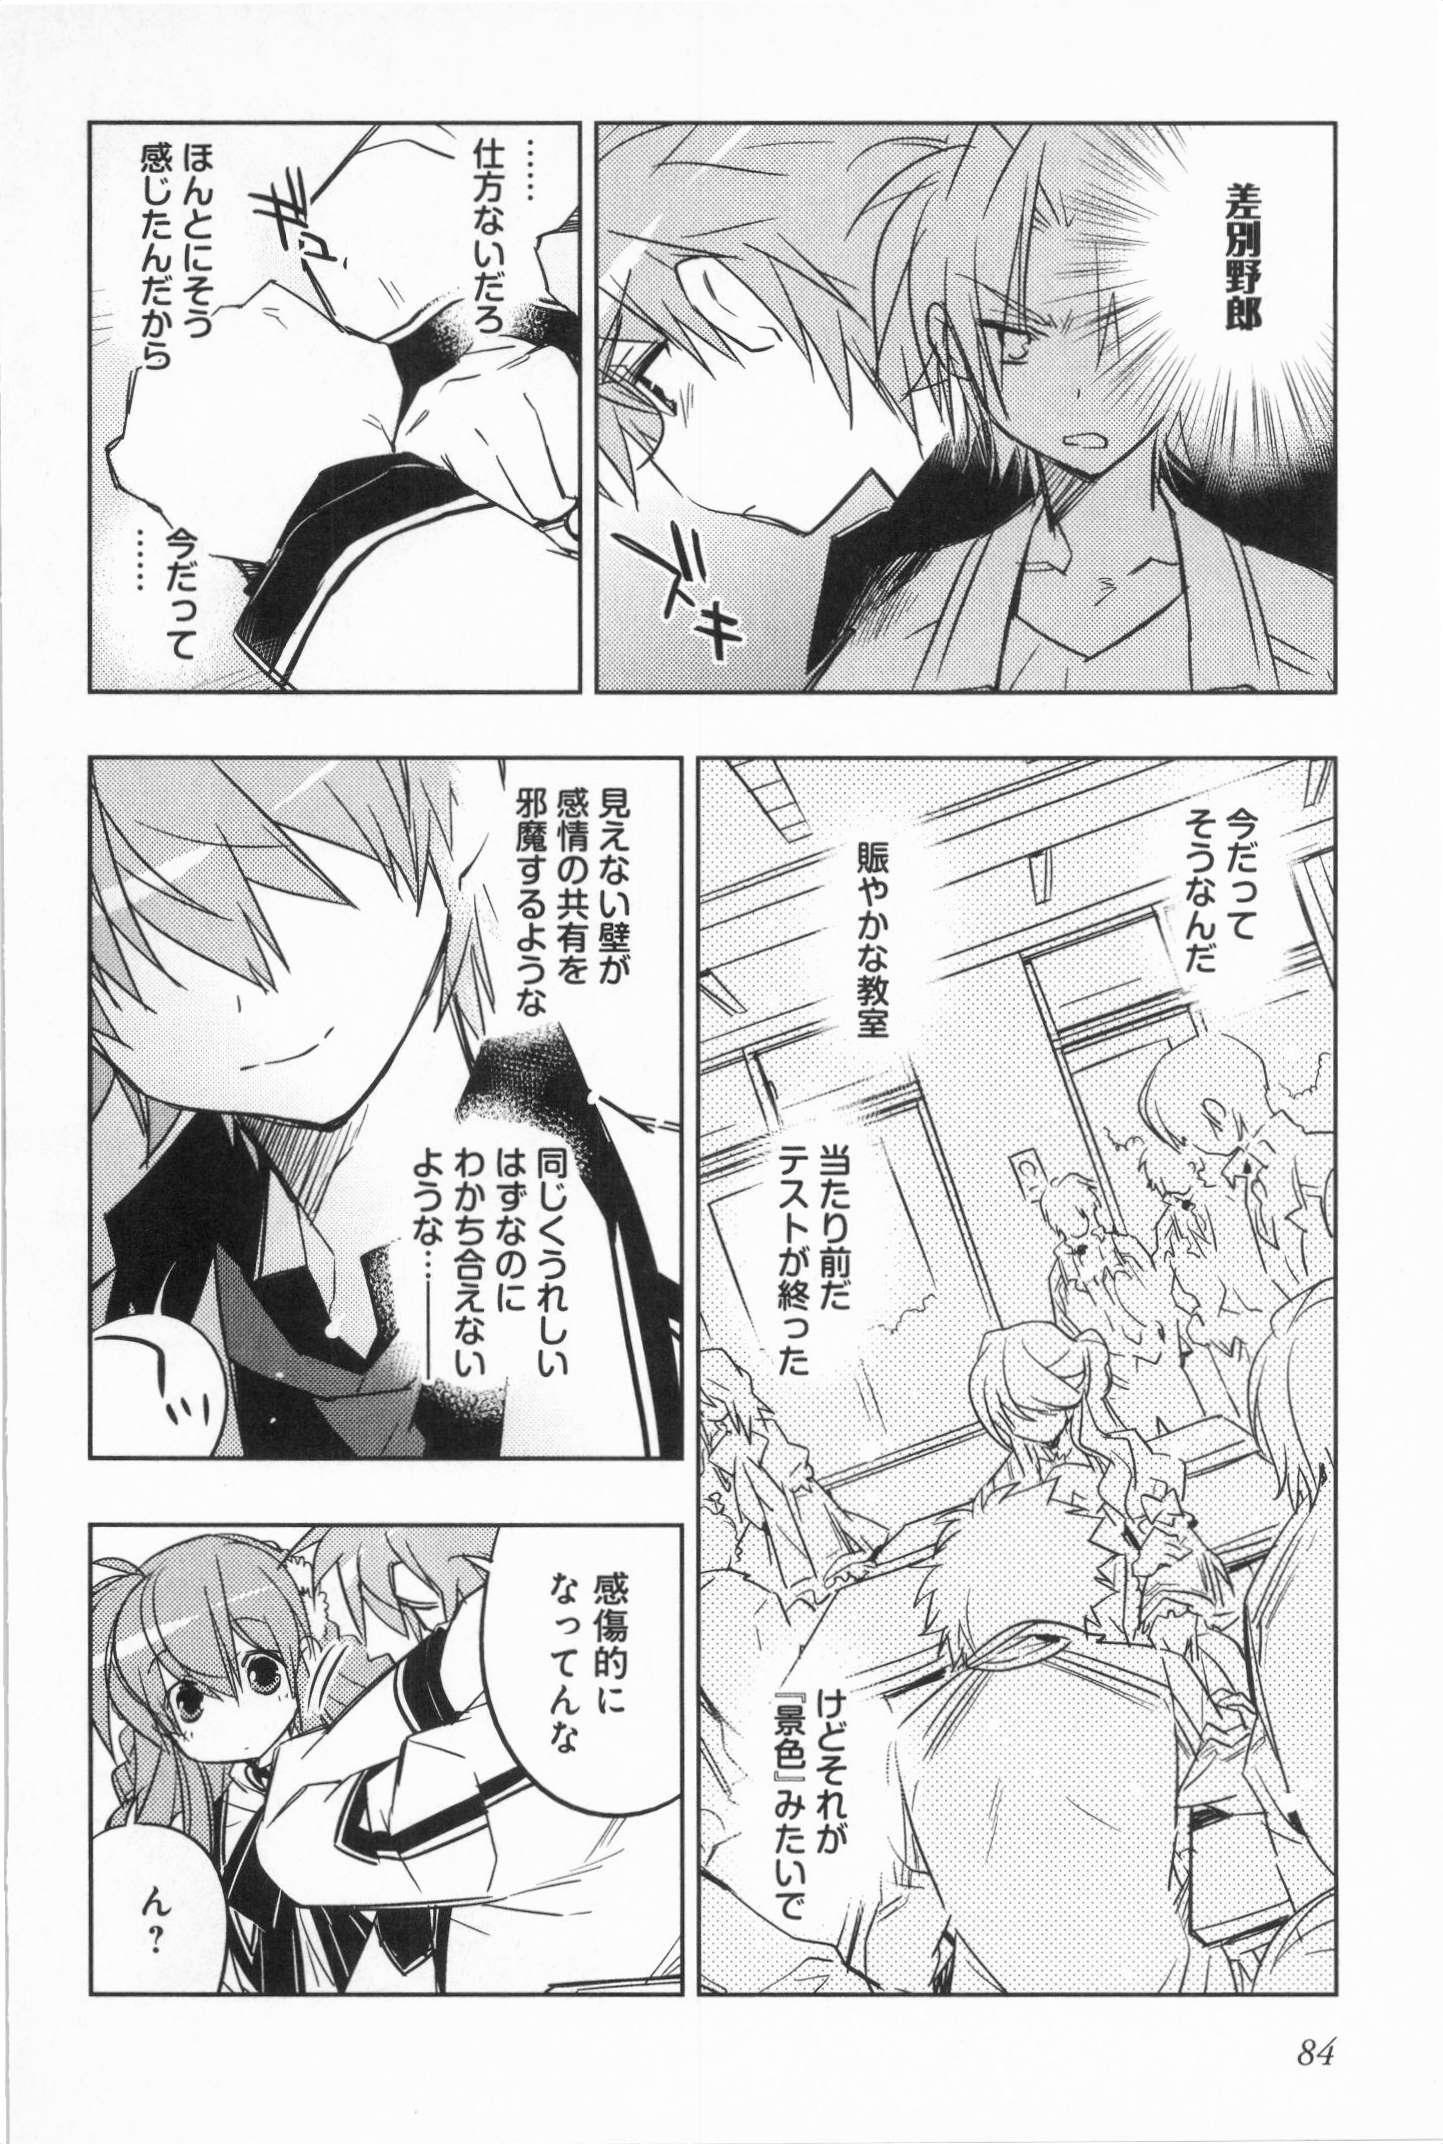 差別野郎
ドキ
……
仕方ないだろ
ほんとにそう
感じたんだから
ギュ
今だって
……
今だって
そうなんだ
賑やかな教室
当たり前だ
テストが終った
けどそれが
『景色』みたいで
見えない壁が
感情の共有を
邪魔するような
同じくうれしい
はずなのに
わかち合えない
ような…――
感傷的に
なってんな
ん?
84